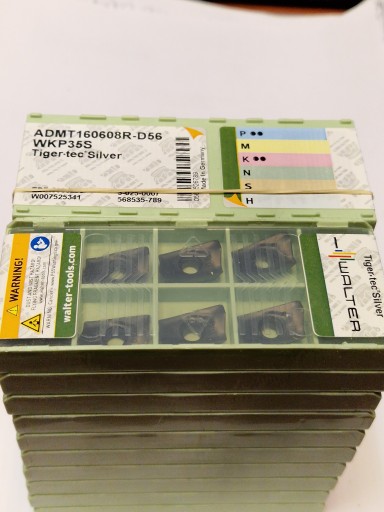 ADMT160608R-D56
WKP35S
Tiger-tec®Silver
W007525341
568535-789
Made in Germany
P ●●
M
K ●●
N
S
H
WARNING!
walter-tools.com
WALTER
Tiger-tec®Silver